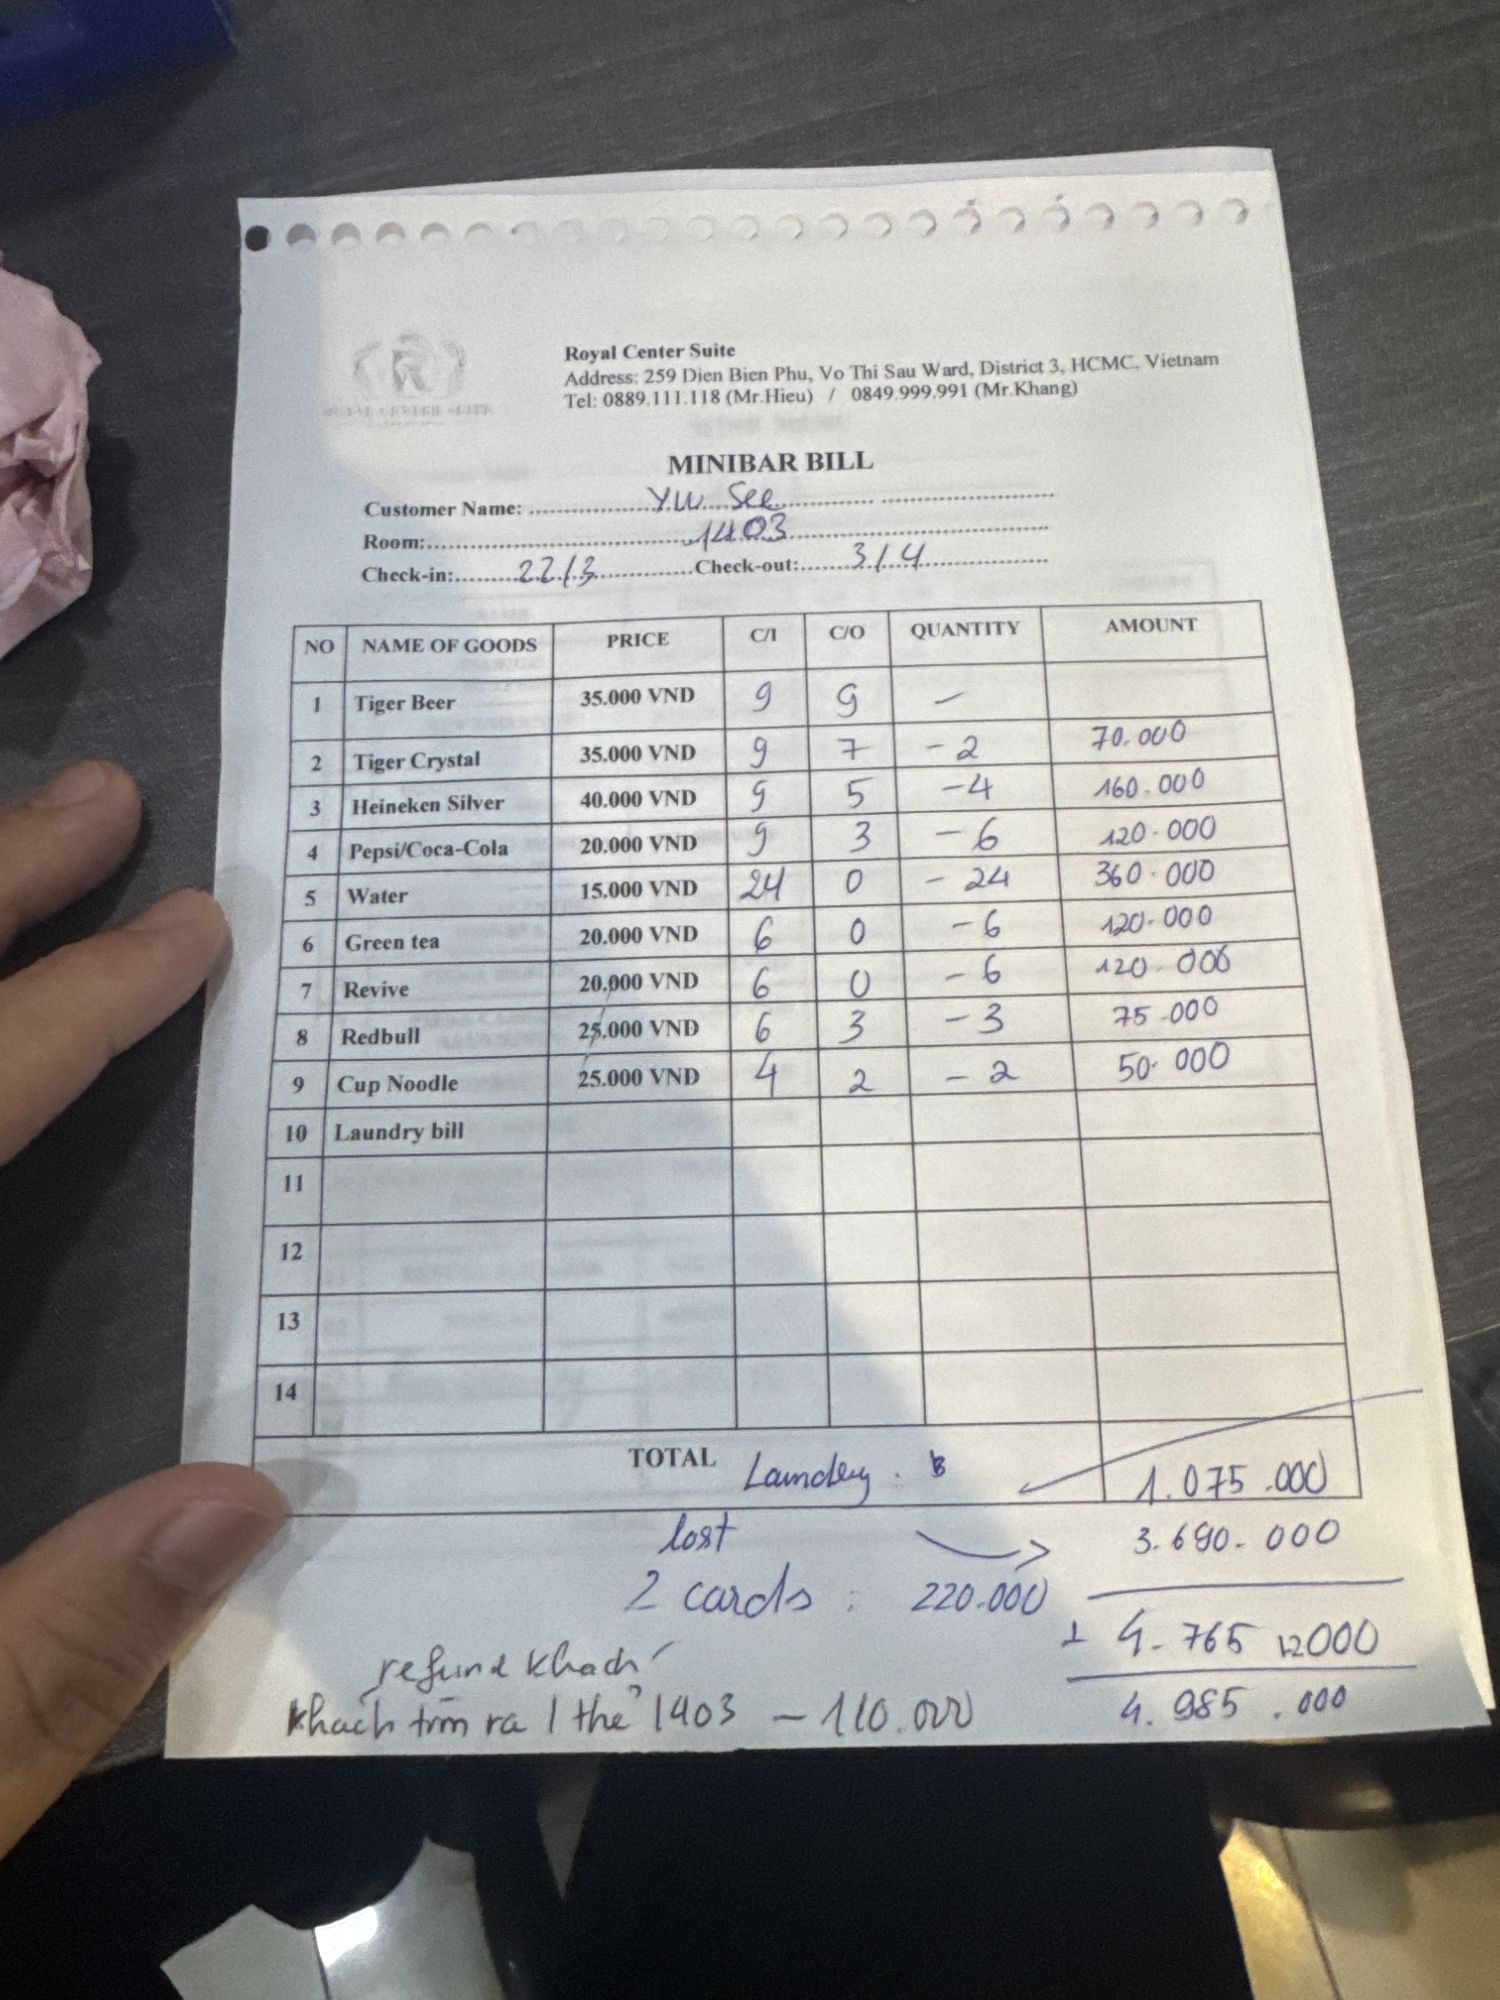 ROYAL CENTER SUITE
Royal Center Suite
Address: 259 Dien Bien Phu, Vo Thi Sau Ward, District 3, HCMC, Vietnam
Tel: 0889.111.118 (Mr.Hieu) / 0849.999.991 (Mr.Khang)
MINIBAR BILL
Customer Name: Yu See
Room: 1403
Check-in: 22/3 Check-out: 3/4
NO NAME OF GOODS PRICE C/I C/O QUANTITY AMOUNT
1 Tiger Beer 35.000 VND 9 9 -
2 Tiger Crystal 35.000 VND 9 7 - 2 70.000
3 Heineken Silver 40.000 VND 9 5 - 4 160.000
4 Pepsi/Coca-Cola 20.000 VND 9 3 - 6 120.000
5 Water 15.000 VND 24 0 - 24 360.000
6 Green tea 20.000 VND 6 0 - 6 120.000
7 Revive 20.000 VND 6 0 - 6 120.000
8 Redbull 25.000 VND 6 3 - 3 75.000
9 Cup Noodle 25.000 VND 4 2 - 2 50.000
10 Laundry bill
11
12
13
14
TOTAL Laundry : 1.075.000
lost 3.690.000
2 cards : 220.000
4.765.000
refund khách
khách tìm ra 1 thẻ 1403 - 110.000
4.985.000